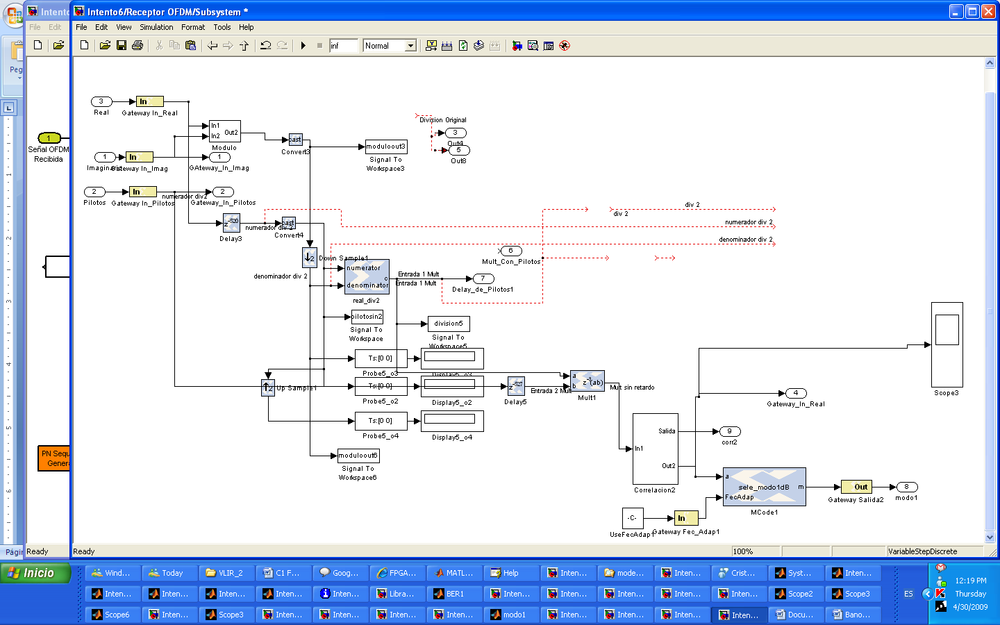 Intento
Intento6/Receptor OFDM/Subsystem *
File Edit
File Edit View Simulation Format Tools Help
inf
Normal
Peg
L
3
Real
In
Gateway In_Real
In1
In2
Out2
Modulo
cast
Convert3
moduloout3
Signal To
Workspace3
Division Original
3
Out4
5
Out8
1
Señal OFDM
Recibida
1
In
Gateway In_Imag
1
GAteway_In_Imag
2
Pilotos
In
Gateway In_Pilotos
numerador div2
2
Gateway_In_Pilotos
z-520
Delay3
numerador div 2
cast
Convert4
div 2
div 2
numerador div 2
denominador div 2
↓2
Down Sample1
denominador div 2
numerator
denominator
c
real_div2
Entrada 1 Mult
Entrada 1 Mult
6
Mult_Con_Pilotos
7
Delay_de_Pilotos1
pilotosin2
Signal To
Workspace
division5
Signal To
Workspace5
Ts:[0 0]
Probe5_o3
Display5_o3
↑2
Up Sample1
Ts:[0 0]
Probe5_o2
Display5_o2
z-527
Delay5
Entrada 2 Mult
a
b
z-3(ab)
Mult1
Mult sin retardo
Ts:[0 0]
Probe5_o4
Display5_o4
moduloout6
Signal To
Workspace6
Scope3
4
Gateway_In_Real
In1
Salida
Out2
Correlacion2
9
corr2
a
FecAdap
sele_modo1dB
m
MCode1
Out
Gateway Salida2
8
modo1
-C-
UseFecAdap1
In
Gateway Fec_Adap1
PN Sequ
Genera
Págin
Ready
Ready
100%
VariableStepDiscrete
Inicio
Wind...
Today
VLIR_2
C1 F...
Goog...
FPGA...
MATL...
Help
Inten...
mode...
Inten...
Crist...
Syst...
Inten...
Inten...
Inten...
Inten...
Inten...
Inten...
Libra...
BER1
Inten...
Inten...
Inten...
Inten...
Inten...
Scope2
Scope3
Scope6
Inten...
Scope3
Inten...
Inten...
Inten...
Inten...
modo1
Inten...
Inten...
Inten...
Inten...
Docu...
Bano...
ES
12:19 PM
Thursday
4/30/2009